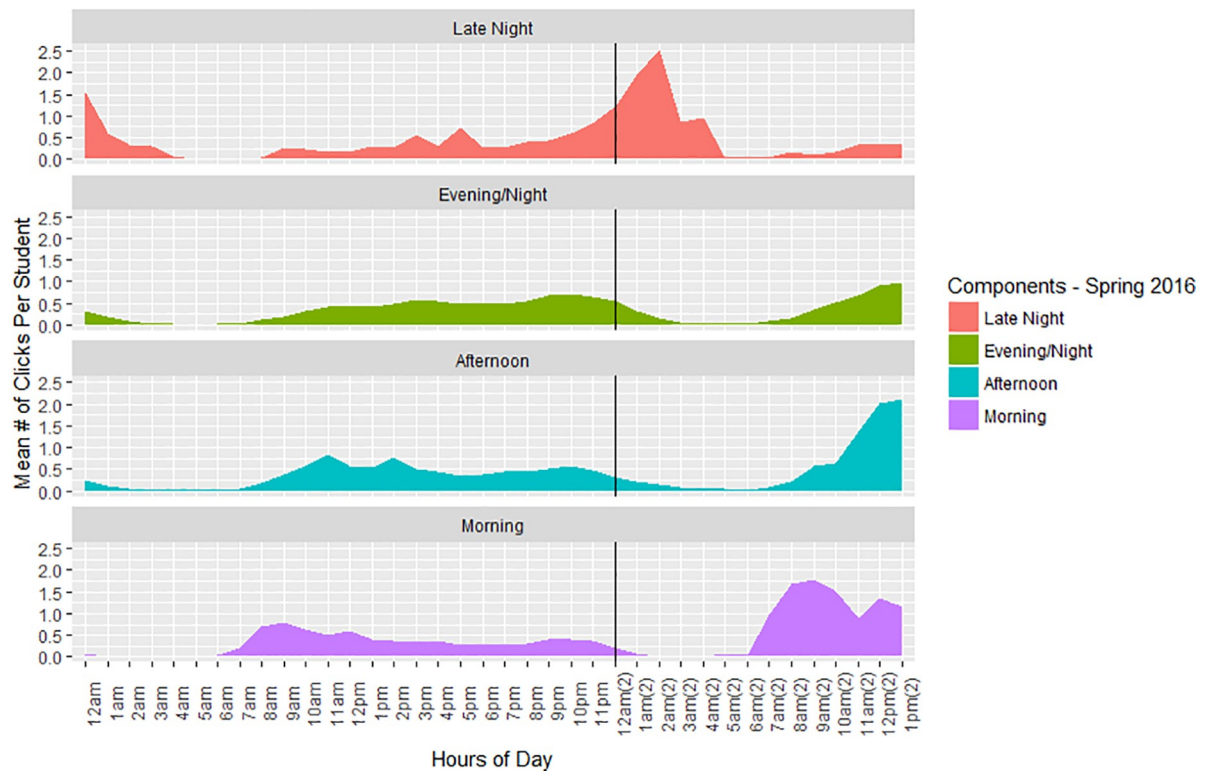 Late Night
2.5
2.0
1.5
1.0
0.5
0.0
Evening/Night
2.5
2.0
1.5
1.0
0.5
0.0
Afternoon
2.5
2.0
1.5
1.0
0.5
0.0
Morning
2.5
2.0
1.5
1.0
0.5
0.0
Mean # of Clicks Per Student
12am
1am
2am
3am
4am
5am
6am
7am
8am
9am
10am
11am
12pm
1pm
2pm
3pm
4pm
5pm
6pm
7pm
8pm
9pm
10pm
11pm
12am(2)
1am(2)
2am(2)
3am(2)
4am(2)
5am(2)
6am(2)
7am(2)
8am(2)
9am(2)
10am(2)
11am(2)
12pm(2)
1pm(2)
Hours of Day
Components - Spring 2016
Late Night
Evening/Night
Afternoon
Morning